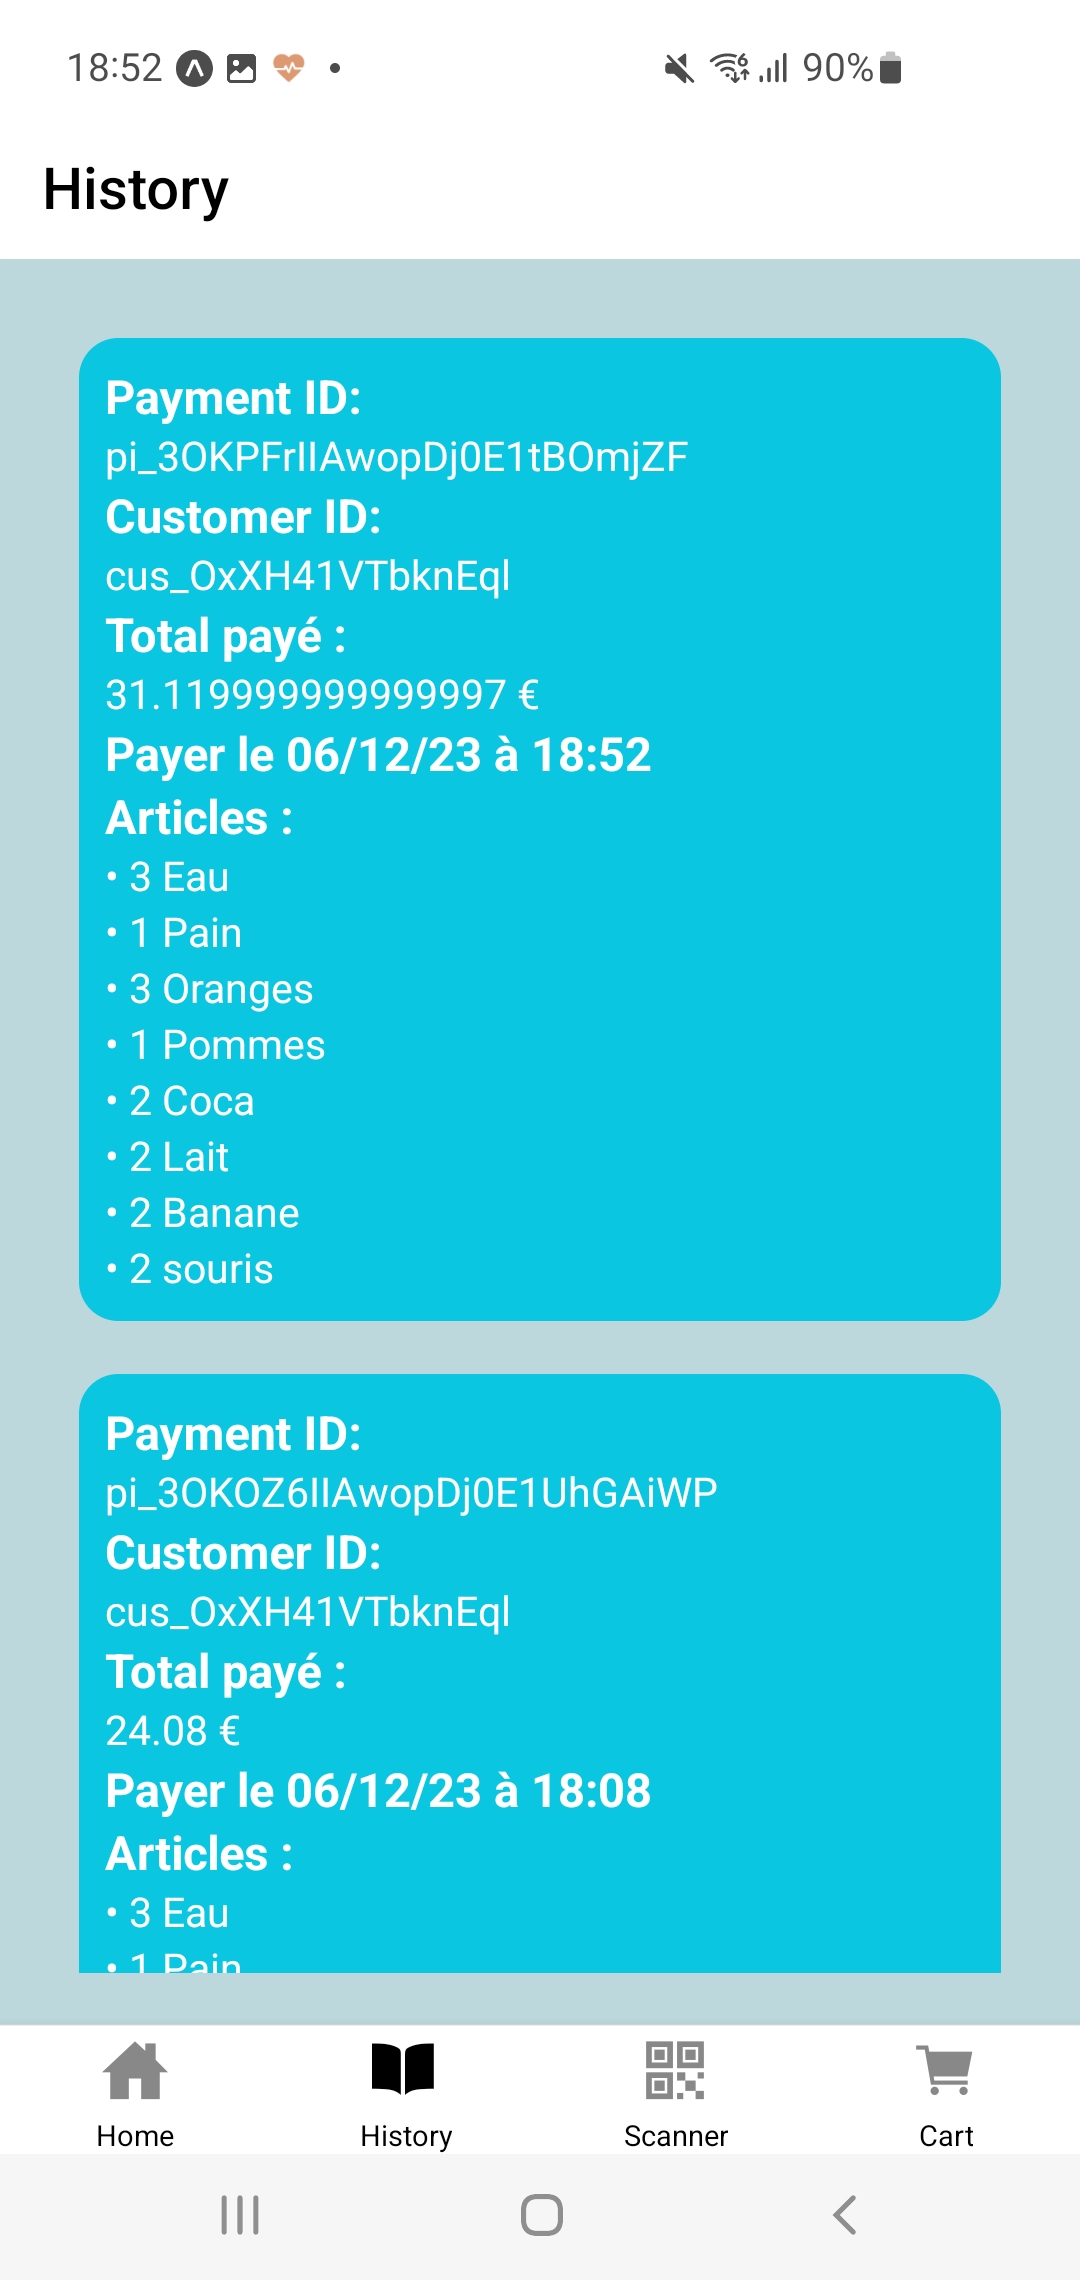 18:52
90%
History
Payment ID:
pi_3OKPFrIIAwopDj0E1tBOmjZF
Customer ID:
cus_OxXH41VTbknEql
Total payé :
31.119999999999997 €
Payer le 06/12/23 à 18:52
Articles :
• 3 Eau
• 1 Pain
• 3 Oranges
• 1 Pommes
• 2 Coca
• 2 Lait
• 2 Banane
• 2 souris
Payment ID:
pi_3OKOZ6IIAwopDj0E1UhGAiWP
Customer ID:
cus_OxXH41VTbknEql
Total payé :
24.08 €
Payer le 06/12/23 à 18:08
Articles :
• 3 Eau
• 1 Pain
Home
History
Scanner
Cart